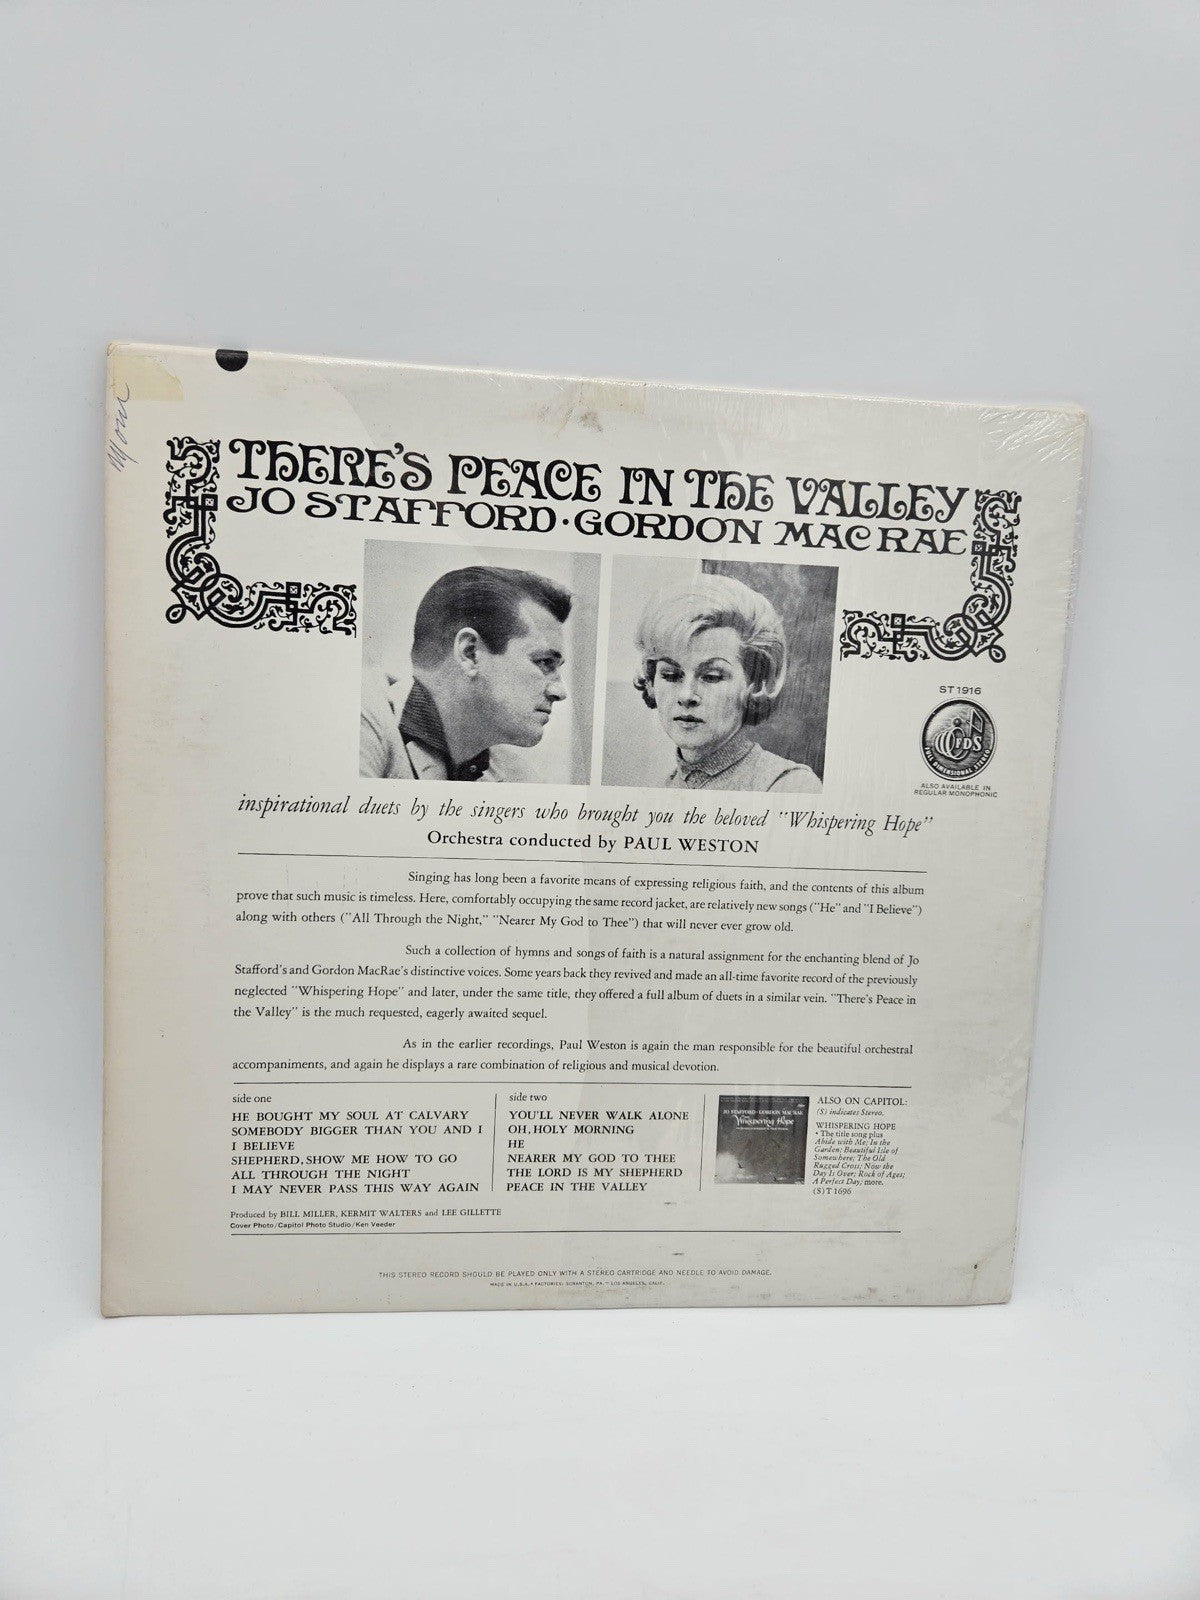 Mom
THERE'S PEACE IN THE VALLEY
JO STAFFORD · GORDON MACRAE
ST 1916
FDS
FULL DIMENSIONAL STEREO
ALSO AVAILABLE IN
REGULAR MONOPHONIC
inspirational duets by the singers who brought you the beloved "Whispering Hope"
Orchestra conducted by PAUL WESTON
Singing has long been a favorite means of expressing religious faith, and the contents of this album
prove that such music is timeless. Here, comfortably occupying the same record jacket, are relatively new songs ("He" and "I Believe")
along with others ("All Through the Night," "Nearer My God to Thee") that will never ever grow old.
Such a collection of hymns and songs of faith is a natural assignment for the enchanting blend of Jo
Stafford's and Gordon MacRae's distinctive voices. Some years back they revived and made an all-time favorite record of the previously
neglected "Whispering Hope" and later, under the same title, they offered a full album of duets in a similar vein. "There's Peace in
the Valley" is the much requested, eagerly awaited sequel.
As in the earlier recordings, Paul Weston is again the man responsible for the beautiful orchestral
accompaniments, and again he displays a rare combination of religious and musical devotion.
side one
HE BOUGHT MY SOUL AT CALVARY
SOMEBODY BIGGER THAN YOU AND I
I BELIEVE
SHEPHERD, SHOW ME HOW TO GO
ALL THROUGH THE NIGHT
I MAY NEVER PASS THIS WAY AGAIN
side two
YOU'LL NEVER WALK ALONE
OH, HOLY MORNING
HE
NEARER MY GOD TO THEE
THE LORD IS MY SHEPHERD
PEACE IN THE VALLEY
JO STAFFORD · GORDON MACRAE
Whispering Hope
ALSO ON CAPITOL:
(S) indicates Stereo.
WHISPERING HOPE
• The title song plus
Abide with Me; In the
Garden; Beautiful Isle of
Somewhere; The Old
Rugged Cross; Now the
Day Is Over; Rock of Ages;
A Perfect Day; more.
(S)T 1696
Produced by BILL MILLER, KERMIT WALTERS and LEE GILLETTE
Cover Photo/Capitol Photo Studio/Ken Veeder
THIS STEREO RECORD SHOULD BE PLAYED ONLY WITH A STEREO CARTRIDGE AND NEEDLE TO AVOID DAMAGE.
MADE IN U.S.A. • FACTORIES: SCRANTON, PA. — LOS ANGELES, CALIF.